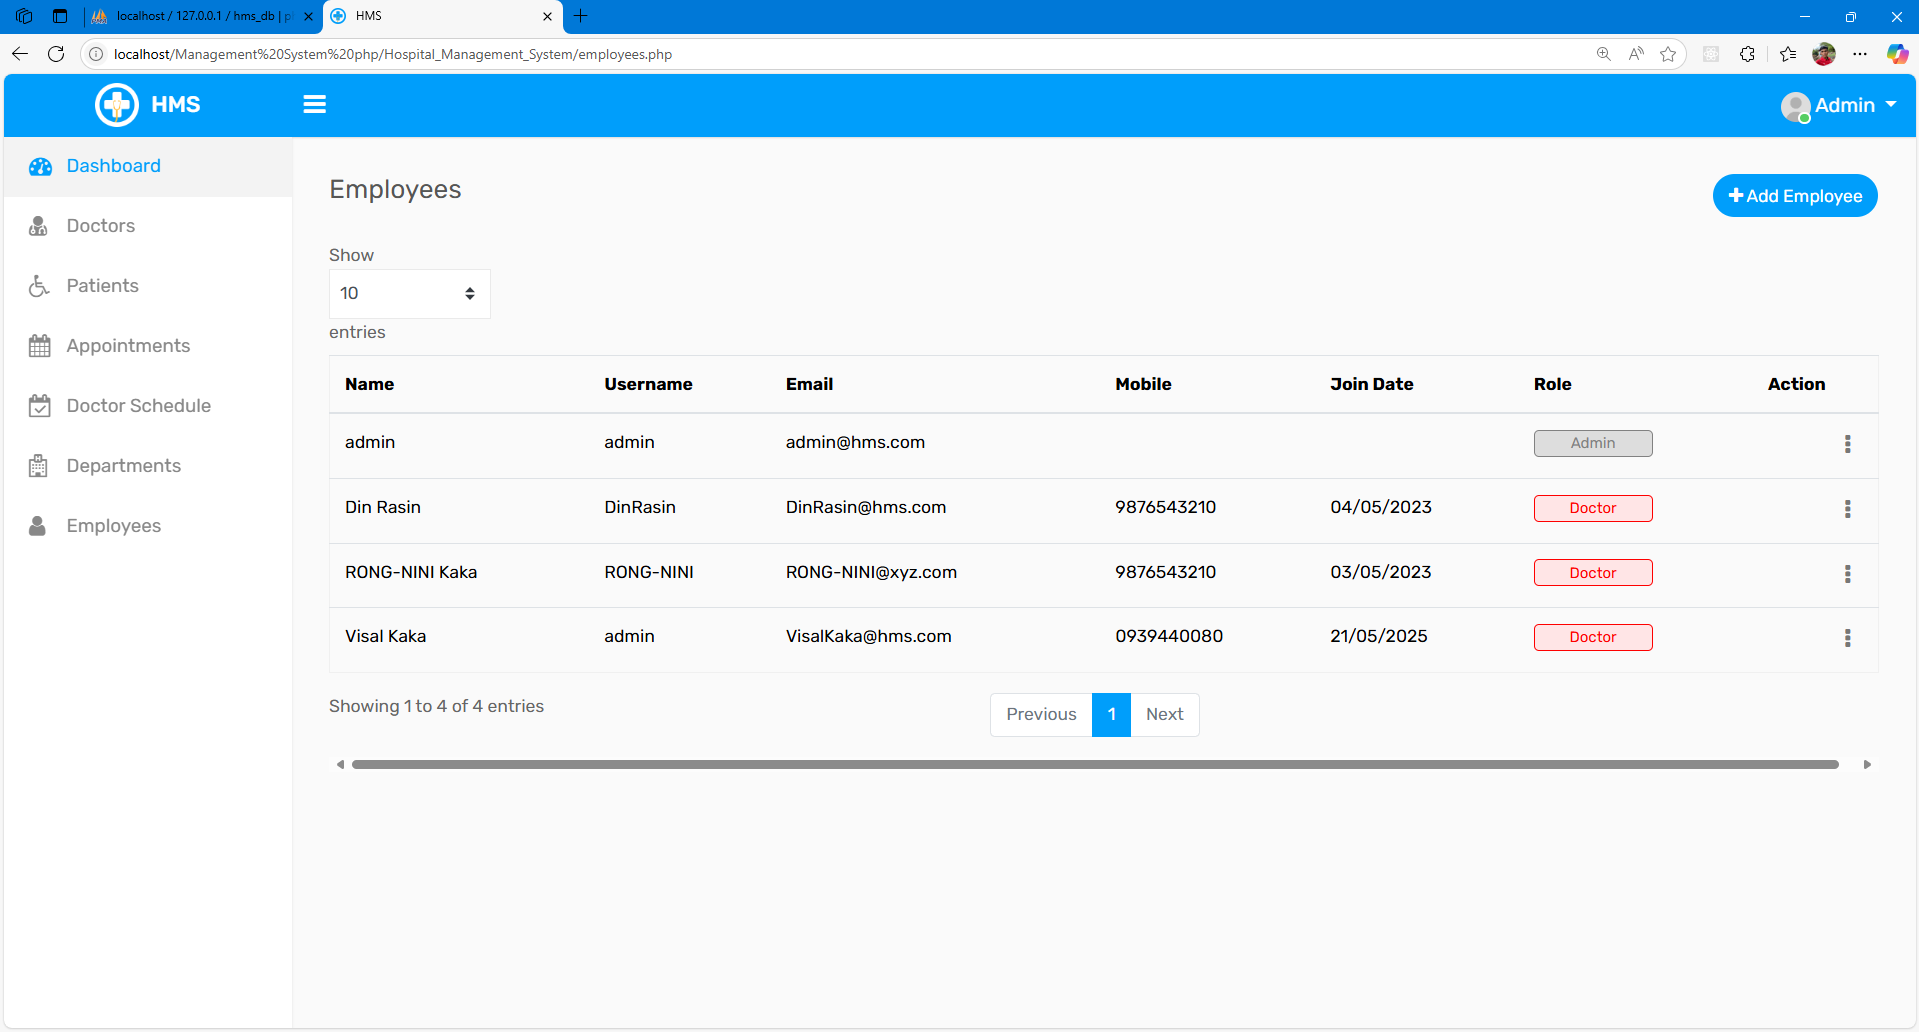 localhost / 127.0.0.1 / hms_db | pl
HMS
localhost/Management%20System%20php/Hospital_Management_System/employees.php
HMS
Admin
Dashboard
Doctors
Patients
Appointments
Doctor Schedule
Departments
Employees
Employees
Add Employee
Show
10
entries
Name Username Email Mobile Join Date Role Action
admin admin admin@hms.com Admin
Din Rasin DinRasin DinRasin@hms.com 9876543210 04/05/2023 Doctor
RONG-NINI Kaka RONG-NINI RONG-NINI@xyz.com 9876543210 03/05/2023 Doctor
Visal Kaka admin VisalKaka@hms.com 0939440080 21/05/2025 Doctor
Showing 1 to 4 of 4 entries
Previous 1 Next